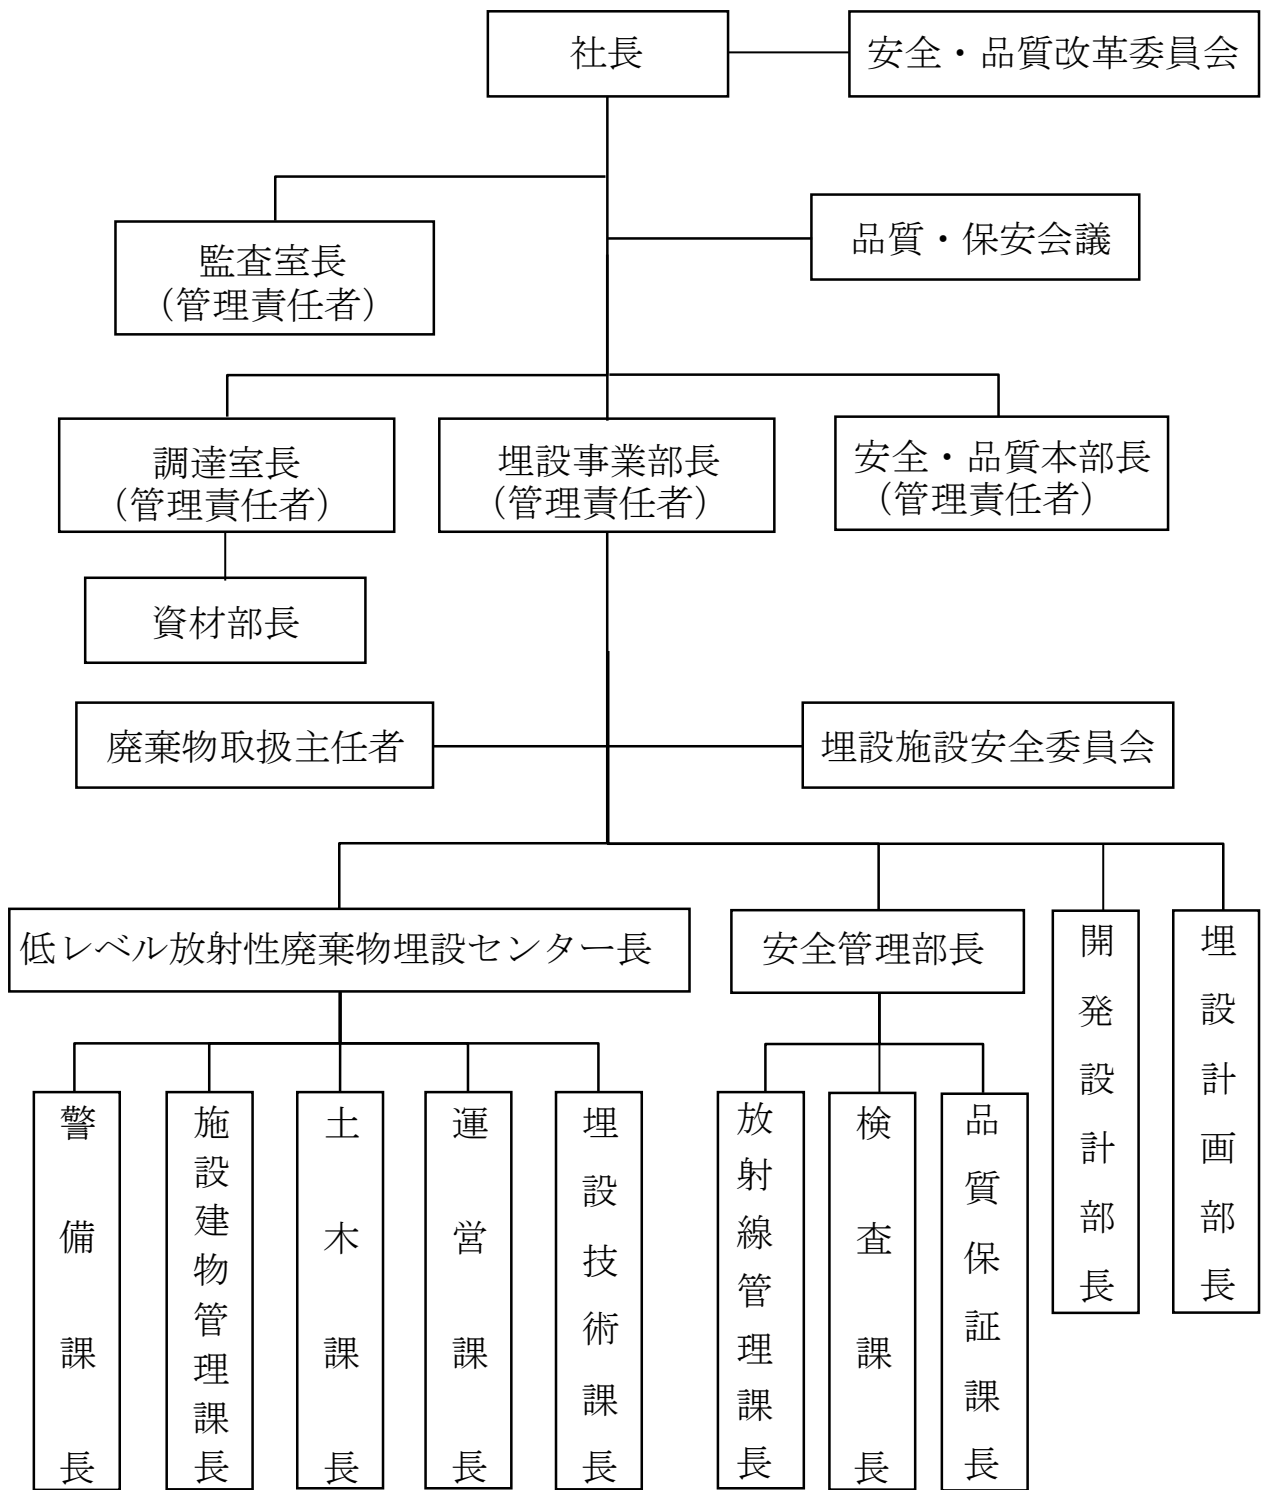 社長
安全・品質改革委員会
監査室長
（管理責任者）
品質・保安会議
調達室長
（管理責任者）
埋設事業部長
（管理責任者）
安全・品質本部長
（管理責任者）
資材部長
廃棄物取扱主任者
埋設施設安全委員会
低レベル放射性廃棄物埋設センター長
安全管理部長
開発設計部長
埋設計画部長
警備課長
施設建物管理課長
土木課長
運営課長
埋設技術課長
放射線管理課長
検査課長
品質保証課長